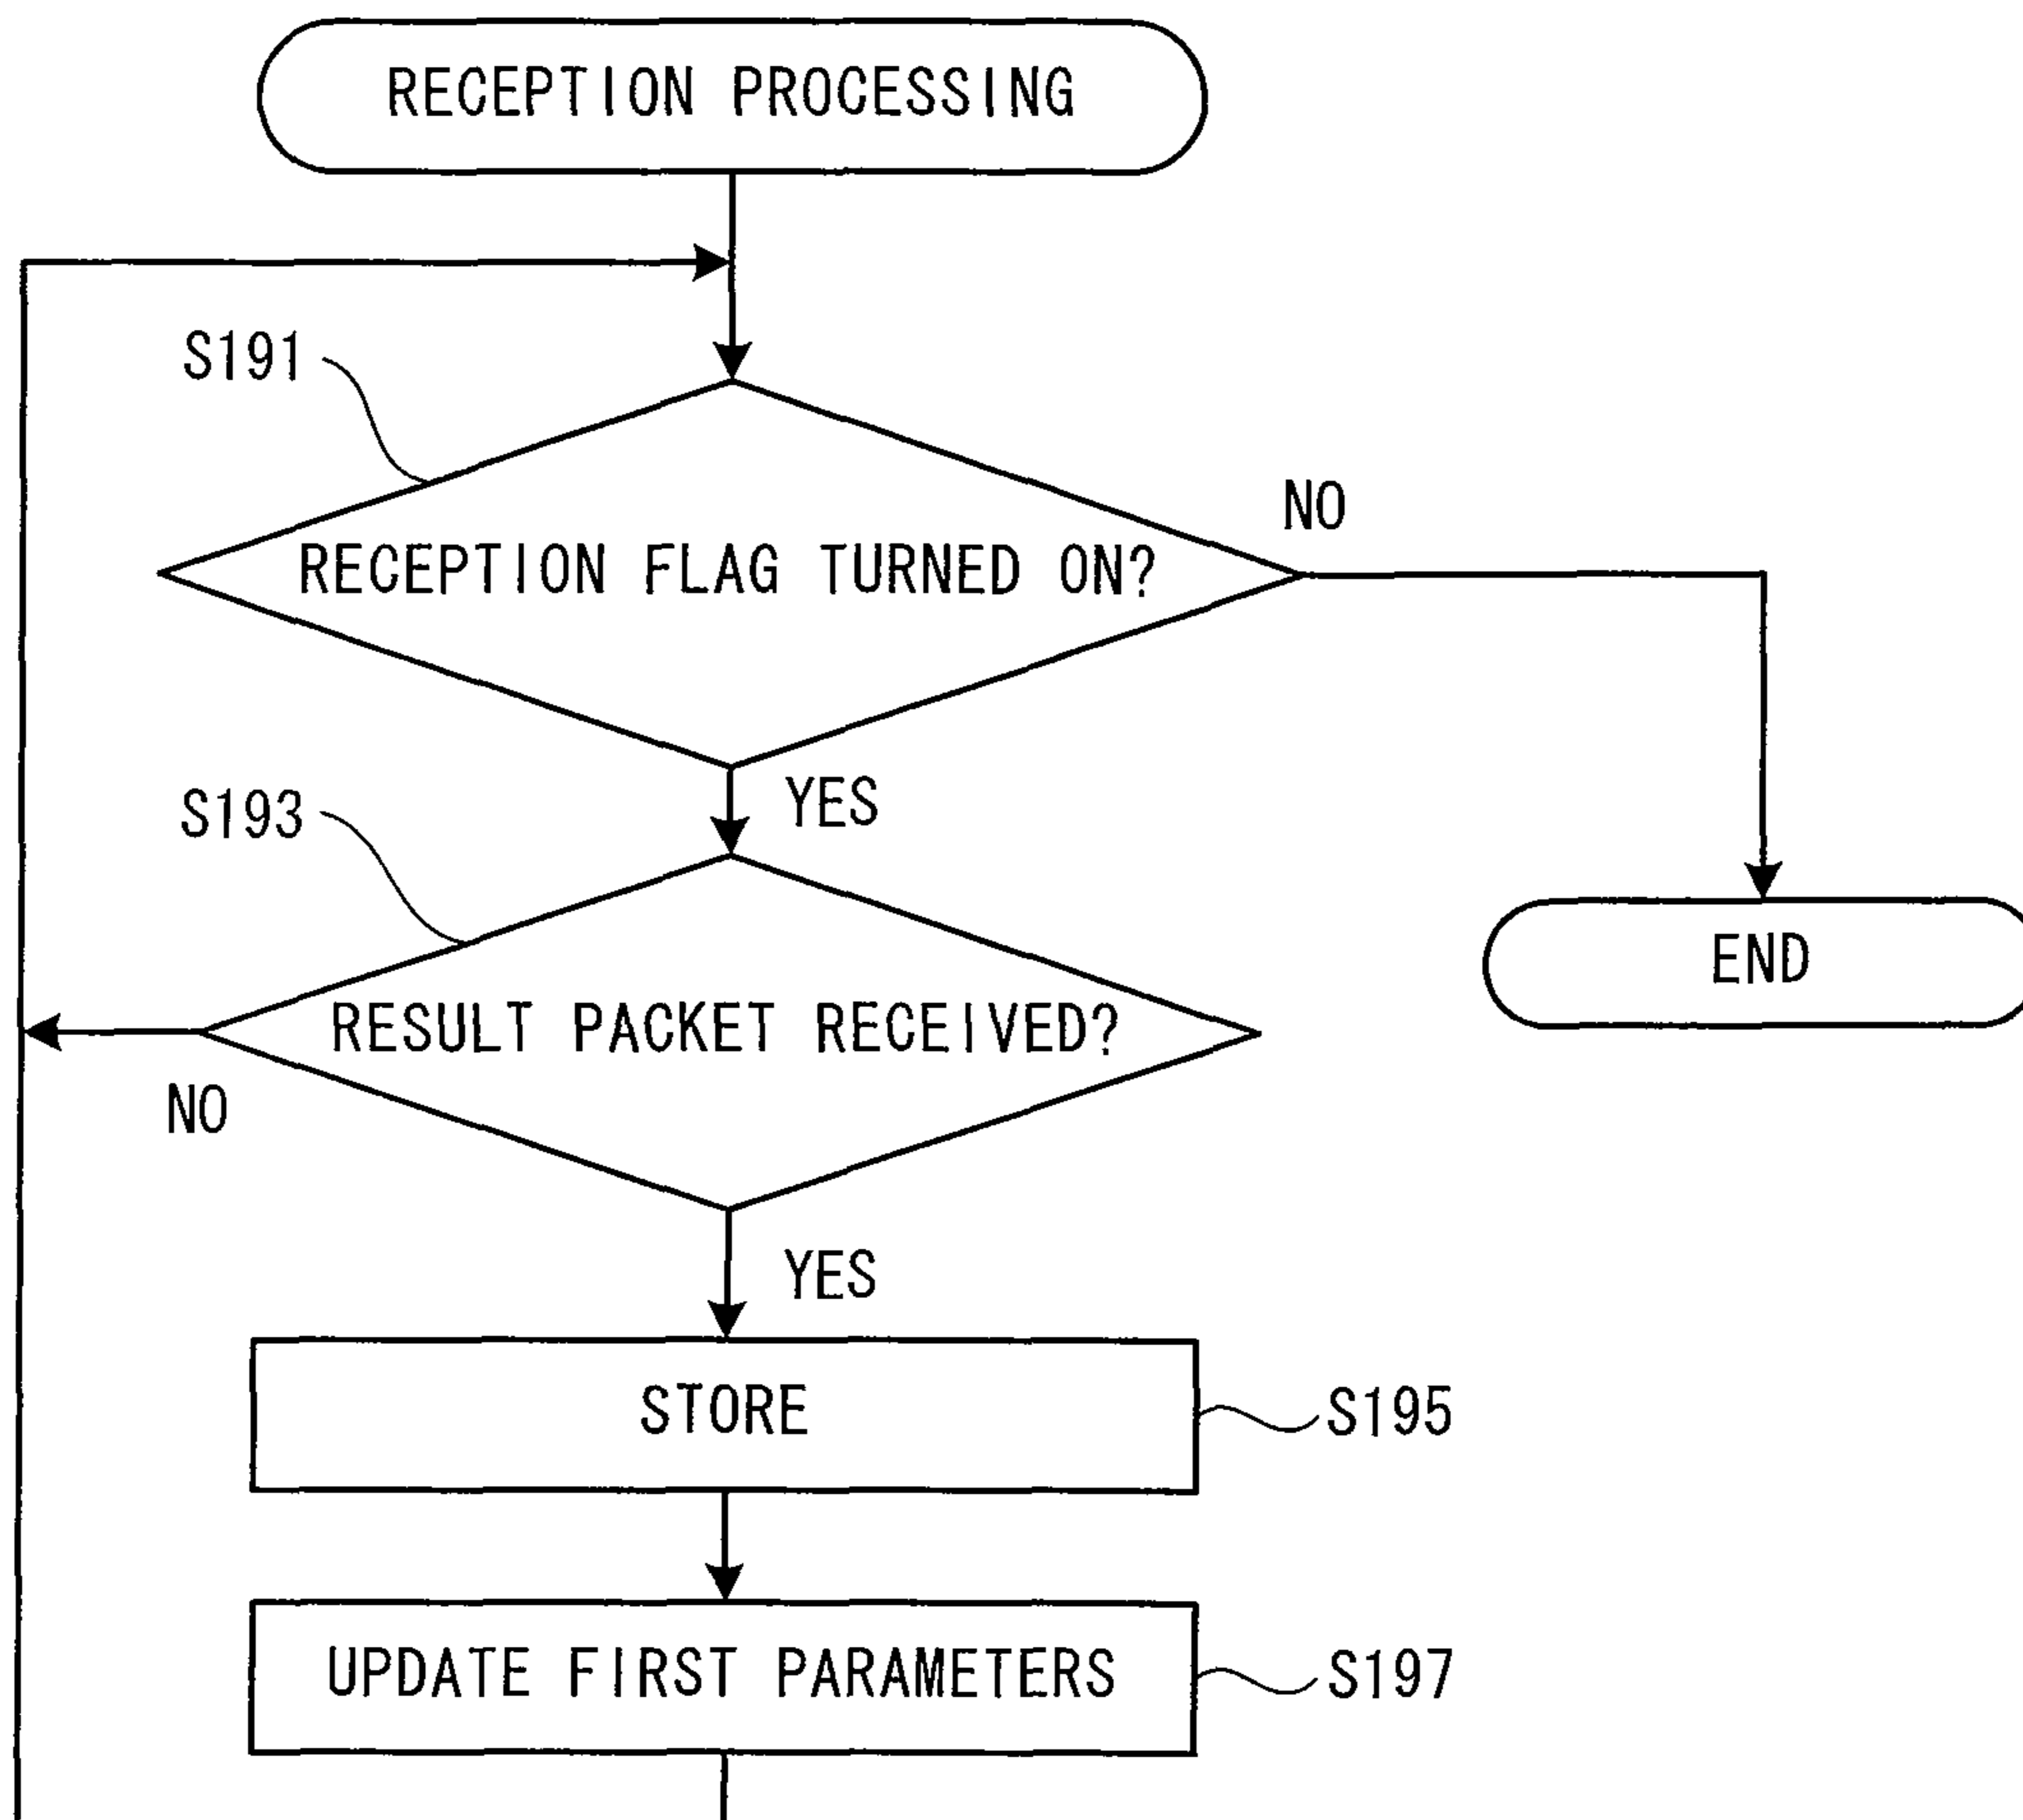 RECEPTION PROCESSING
S191
NO
RECEPTION FLAG TURNED ON?
YES
S193
END
RESULT PACKET RECEIVED?
NO
YES
STORE
S195
UPDATE FIRST PARAMETERS
S197